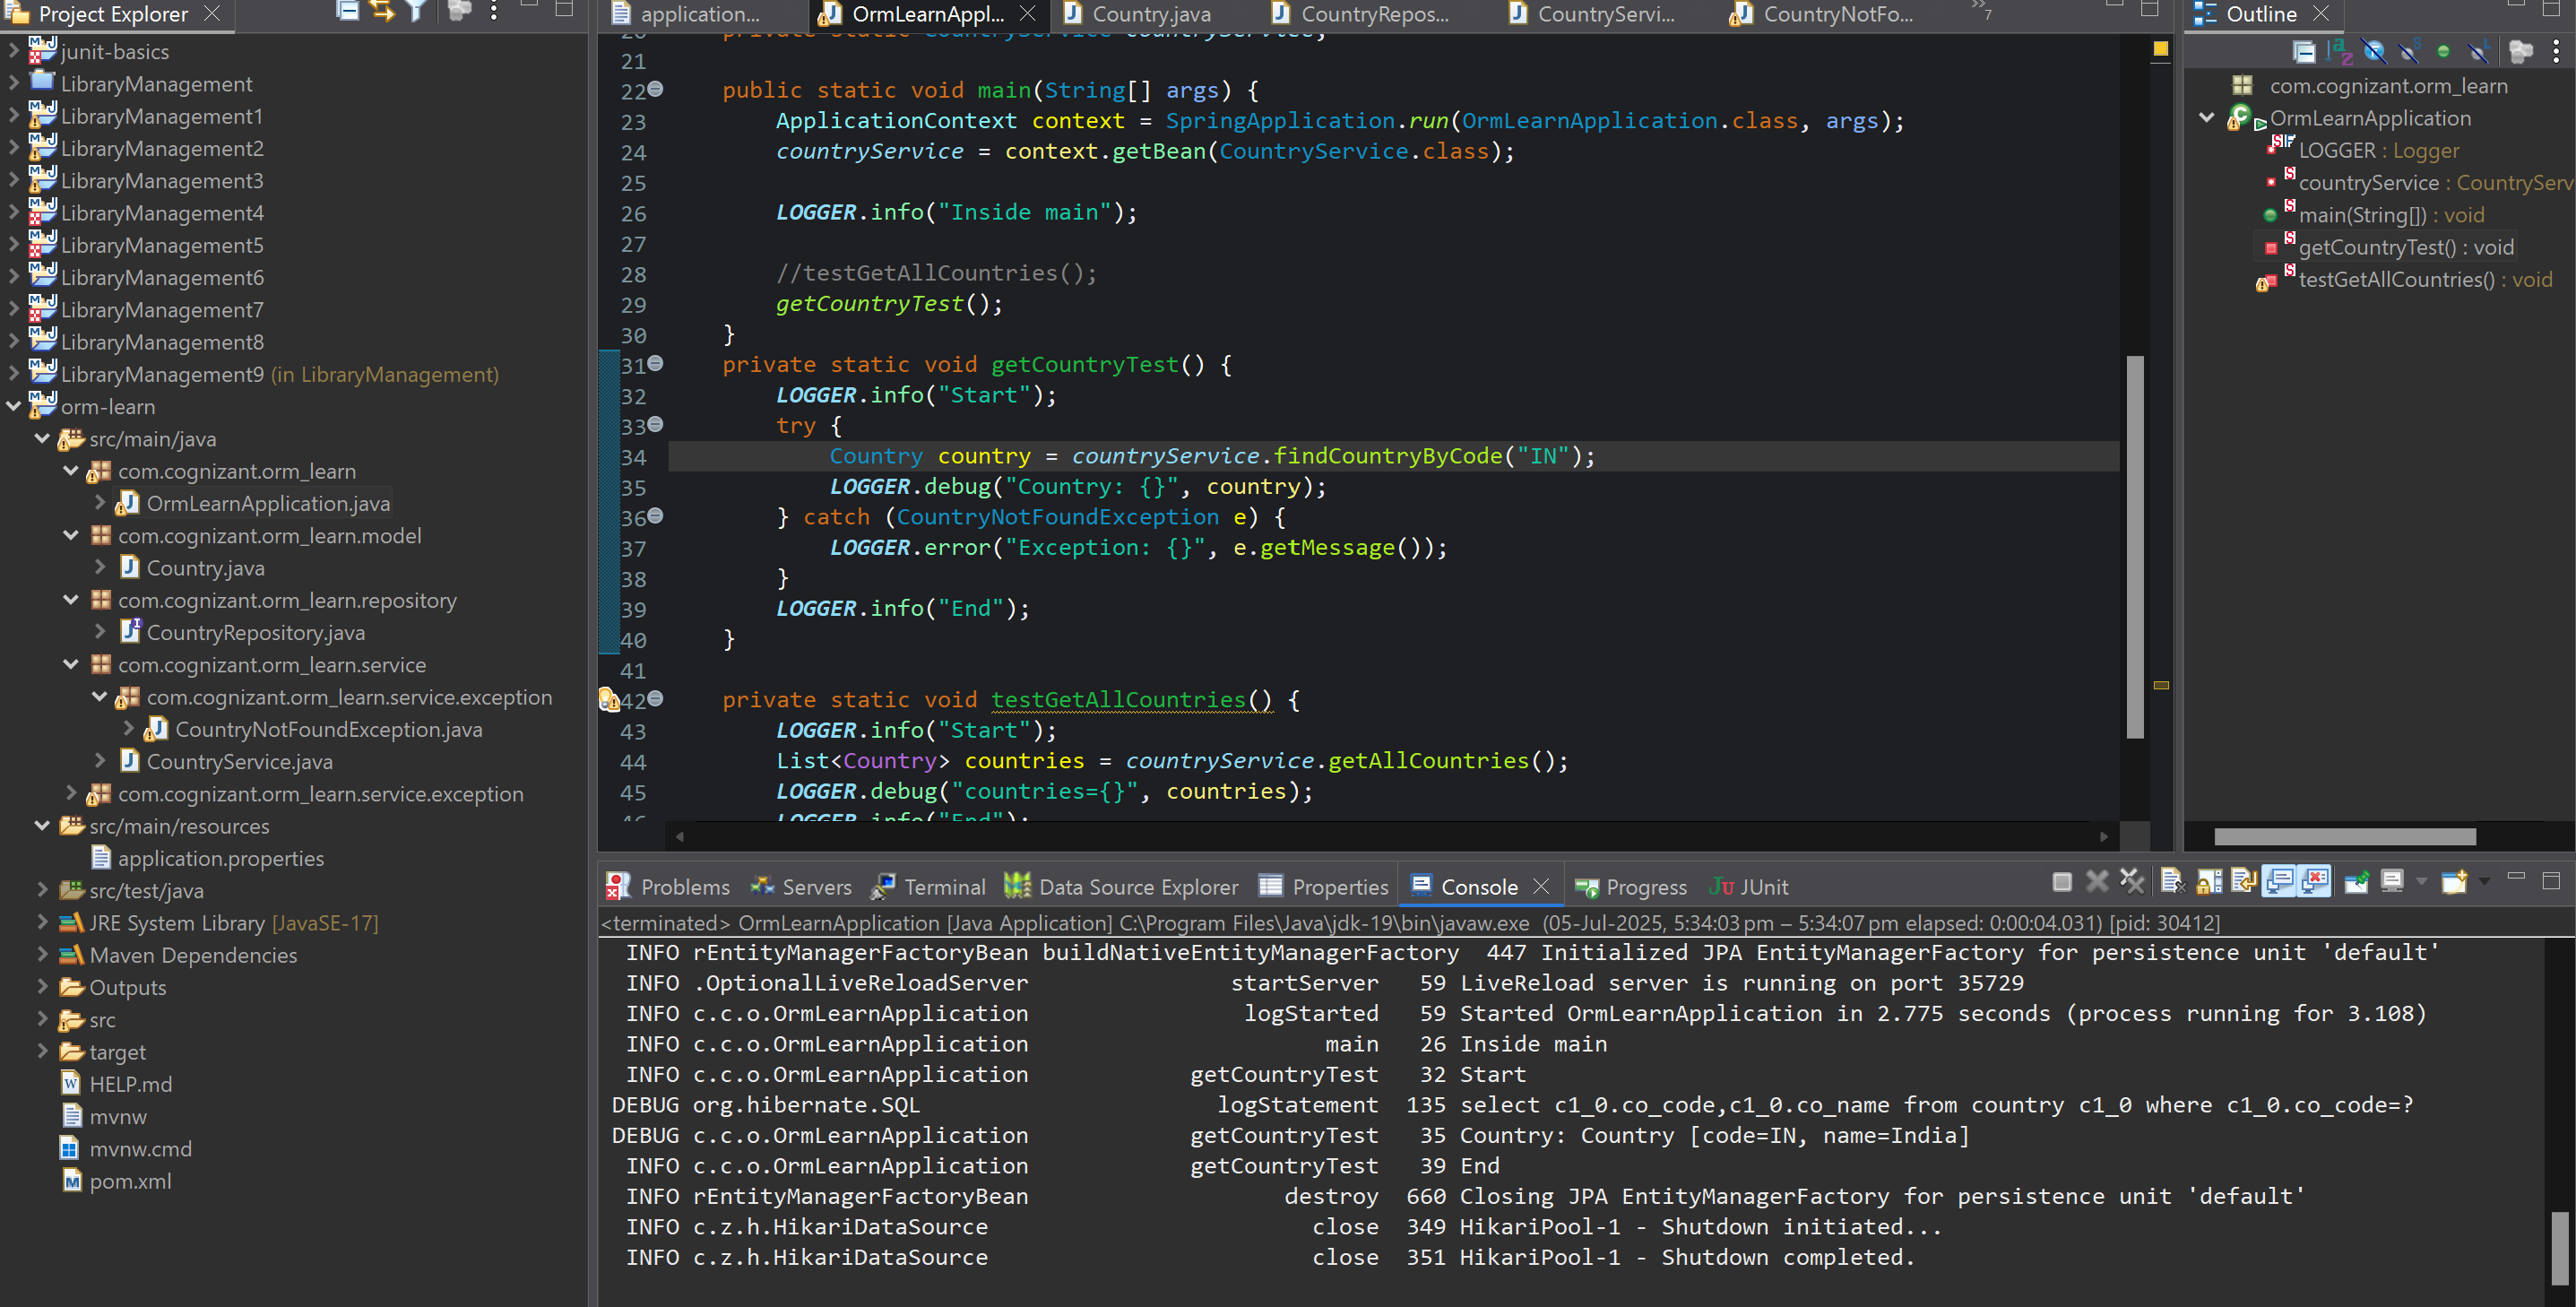 Project Explorer
junit-basics
LibraryManagement
LibraryManagement1
LibraryManagement2
LibraryManagement3
LibraryManagement4
LibraryManagement5
LibraryManagement6
LibraryManagement7
LibraryManagement8
LibraryManagement9 (in LibraryManagement)
orm-learn
src/main/java
com.cognizant.orm_learn
OrmLearnApplication.java
com.cognizant.orm_learn.model
Country.java
com.cognizant.orm_learn.repository
CountryRepository.java
com.cognizant.orm_learn.service
com.cognizant.orm_learn.service.exception
CountryNotFoundException.java
CountryService.java
com.cognizant.orm_learn.service.exception
src/main/resources
application.properties
src/test/java
JRE System Library [JavaSE-17]
Maven Dependencies
Outputs
src
target
HELP.md
mvnw
mvnw.cmd
pom.xml
application... OrmLearnAppl... Country.java CountryRepos... CountryServi... CountryNotFo... »7
20 private static CountryService countryService;
21
22 public static void main(String[] args) {
23 ApplicationContext context = SpringApplication.run(OrmLearnApplication.class, args);
24 countryService = context.getBean(CountryService.class);
25
26 LOGGER.info("Inside main");
27
28 //testGetAllCountries();
29 getCountryTest();
30 }
31 private static void getCountryTest() {
32 LOGGER.info("Start");
33 try {
34 Country country = countryService.findCountryByCode("IN");
35 LOGGER.debug("Country: {}", country);
36 } catch (CountryNotFoundException e) {
37 LOGGER.error("Exception: {}", e.getMessage());
38 }
39 LOGGER.info("End");
40 }
41
42 private static void testGetAllCountries() {
43 LOGGER.info("Start");
44 List<Country> countries = countryService.getAllCountries();
45 LOGGER.debug("countries={}", countries);
46 LOGGER.info("End");
Outline
com.cognizant.orm_learn
OrmLearnApplication
LOGGER : Logger
countryService : CountryServ
main(String[]) : void
getCountryTest() : void
testGetAllCountries() : void
Problems Servers Terminal Data Source Explorer Properties Console Progress JUnit
<terminated> OrmLearnApplication [Java Application] C:\Program Files\Java\jdk-19\bin\javaw.exe (05-Jul-2025, 5:34:03 pm – 5:34:07 pm elapsed: 0:00:04.031) [pid: 30412]
INFO rEntityManagerFactoryBean buildNativeEntityManagerFactory 447 Initialized JPA EntityManagerFactory for persistence unit 'default'
INFO .OptionalLiveReloadServer startServer 59 LiveReload server is running on port 35729
INFO c.c.o.OrmLearnApplication logStarted 59 Started OrmLearnApplication in 2.775 seconds (process running for 3.108)
INFO c.c.o.OrmLearnApplication main 26 Inside main
INFO c.c.o.OrmLearnApplication getCountryTest 32 Start
DEBUG org.hibernate.SQL logStatement 135 select c1_0.co_code,c1_0.co_name from country c1_0 where c1_0.co_code=?
DEBUG c.c.o.OrmLearnApplication getCountryTest 35 Country: Country [code=IN, name=India]
INFO c.c.o.OrmLearnApplication getCountryTest 39 End
INFO rEntityManagerFactoryBean destroy 660 Closing JPA EntityManagerFactory for persistence unit 'default'
INFO c.z.h.HikariDataSource close 349 HikariPool-1 - Shutdown initiated...
INFO c.z.h.HikariDataSource close 351 HikariPool-1 - Shutdown completed.